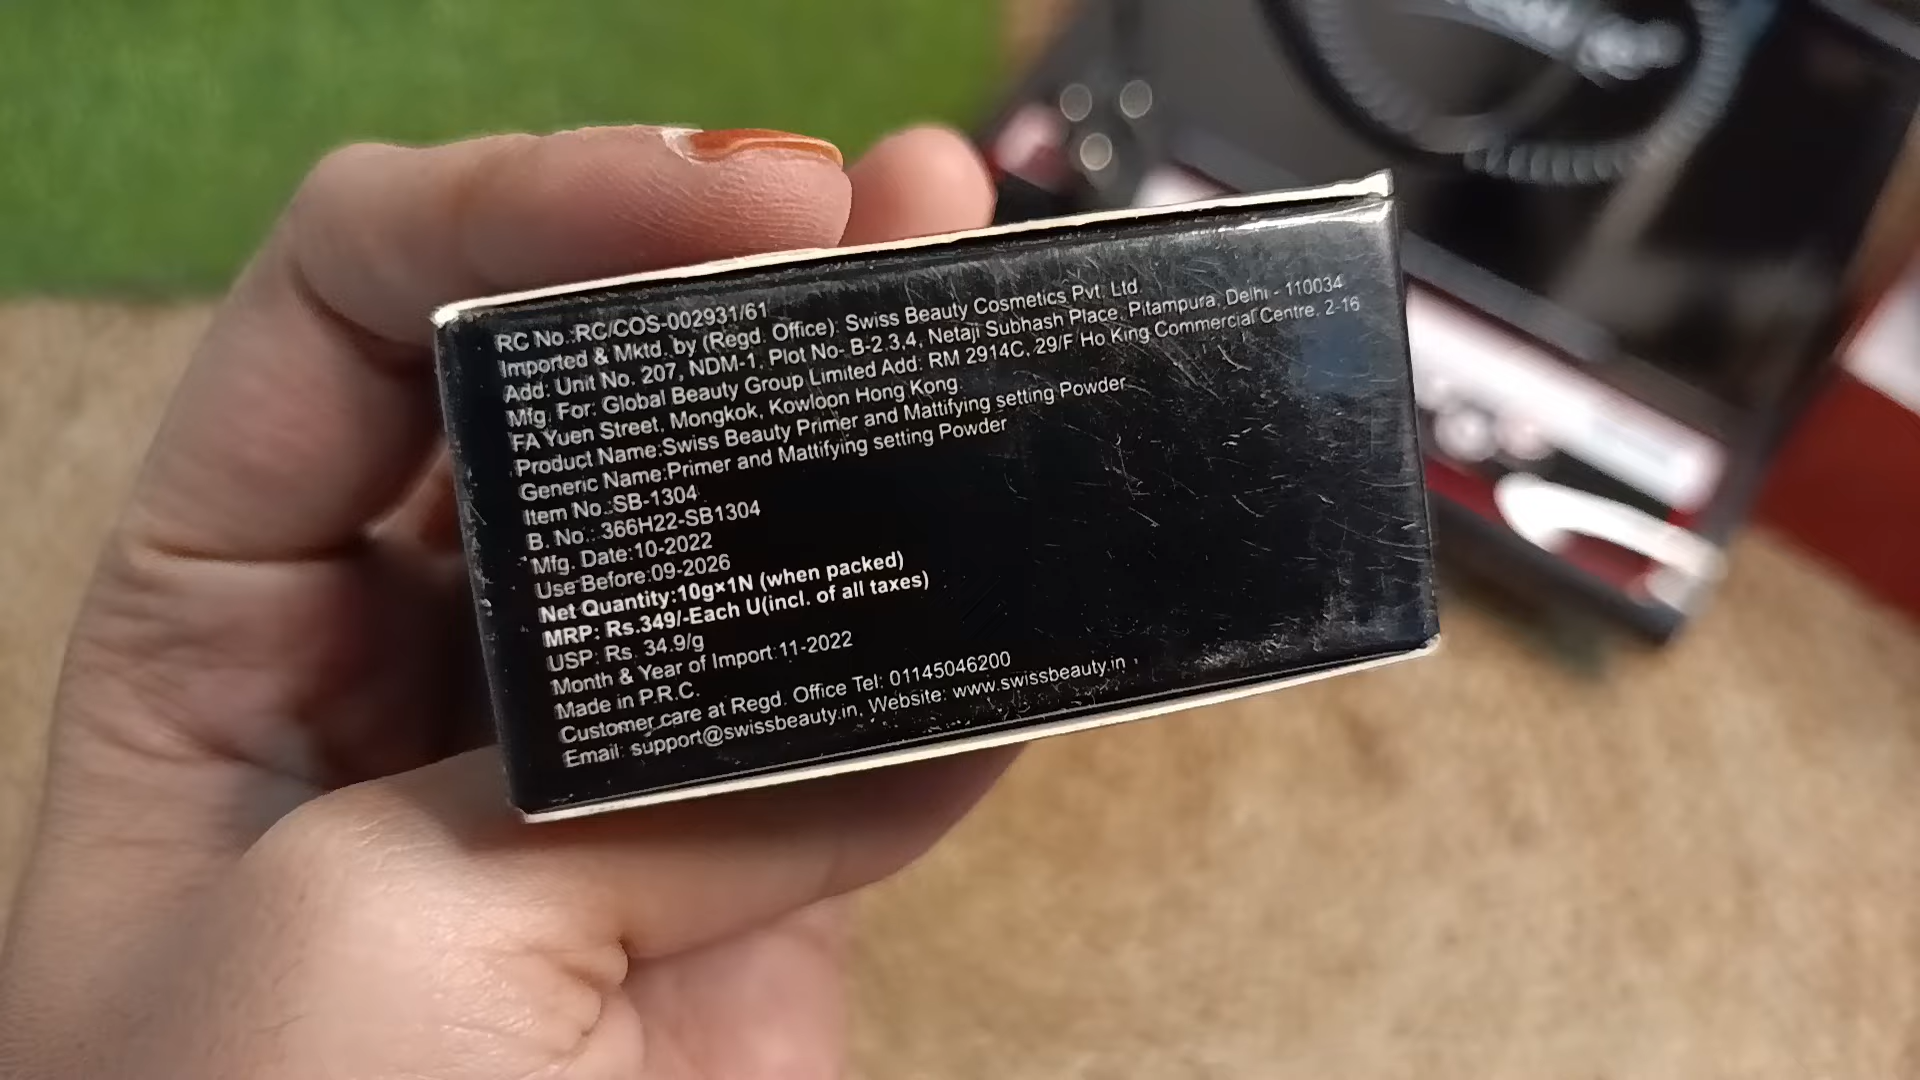 RC No.:RC/COS-002931/61
Imported & Mktd. by (Regd. Office): Swiss Beauty Cosmetics Pvt. Ltd
Add: Unit No. 207, NDM-1, Plot No- B-2,3,4, Netaji Subhash Place, Pitampura, Delhi - 110034
Mfg. For: Global Beauty Group Limited Add: RM 2914C, 29/F Ho King Commercial Centre, 2-16
FA Yuen Street, Mongkok, Kowloon Hong Kong
Product Name:Swiss Beauty Primer and Mattifying setting Powder
Generic Name:Primer and Mattifying setting Powder
Item No.:SB-1304
B. No.: 366H22-SB1304
Mfg. Date:10-2022
Use Before:09-2026
Net Quantity:10g×1N (when packed)
MRP: Rs.349/-Each U(incl. of all taxes)
USP: Rs. 34.9/g
Month & Year of Import:11-2022
Made in P.R.C.
Customer care at Regd. Office Tel: 01145046200
Email: support@swissbeauty.in, Website: www.swissbeauty.in